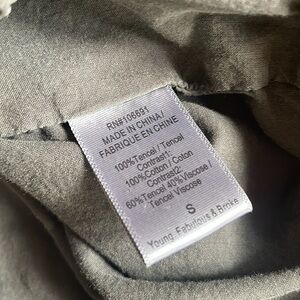 RN#106691
MADE IN CHINA/
FABRIQUE EN CHINE
100%Tencel / Tencel
Contrast1:
100%Cotton / Coton
Contrast2:
60%Tencel 40%Viscose /
Tencel Viscose
S
Young, Fabulous & Broke